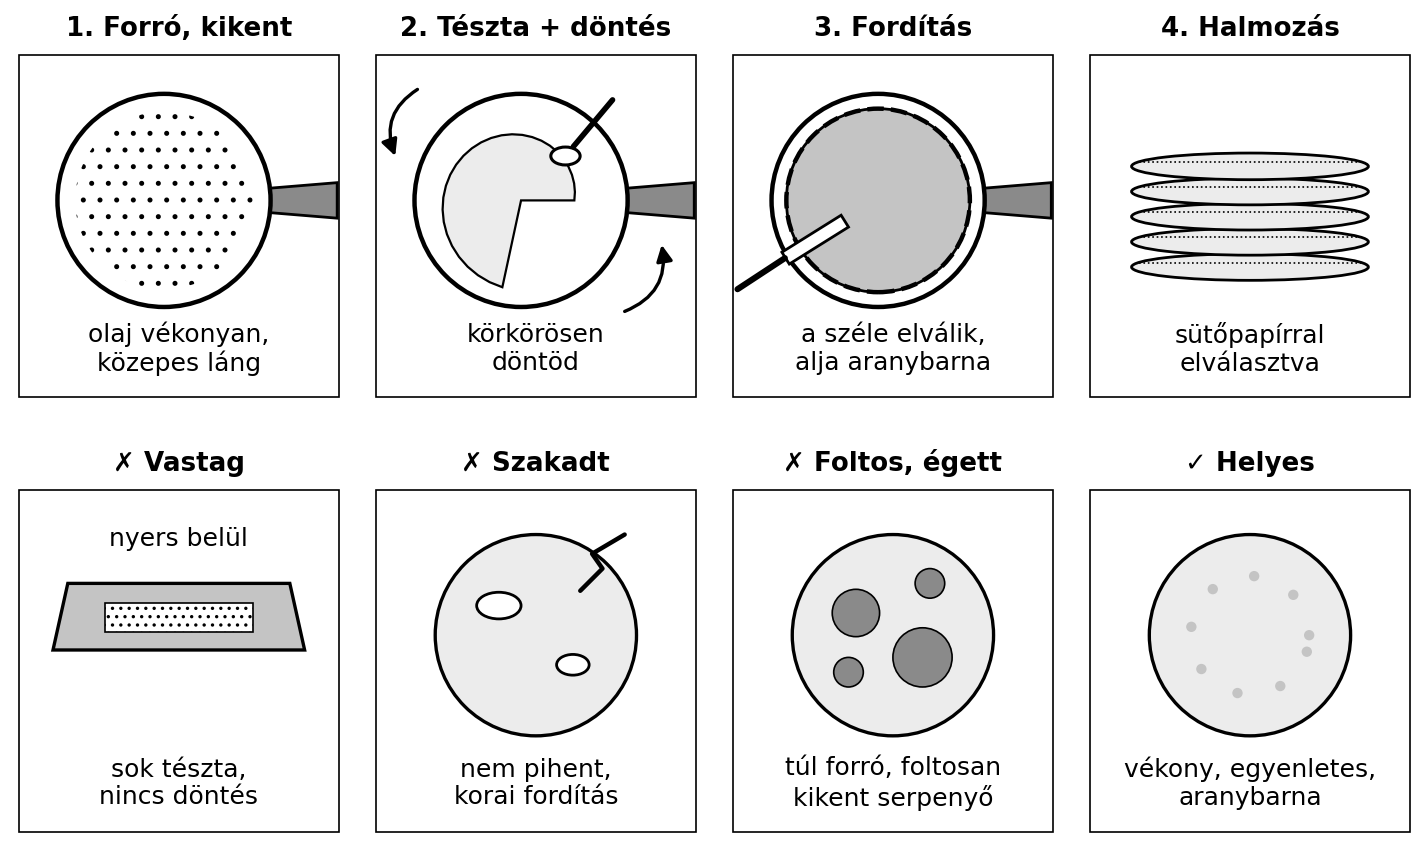 1. Forró, kikent
olaj vékonyan,
közepes láng
2. Tészta + döntés
körkörösen
döntöd
3. Fordítás
a széle elválik,
alja aranybarna
4. Halmozás
sütőpapírral
elválasztva
✗ Vastag
nyers belül
sok tészta,
nincs döntés
✗ Szakadt
nem pihent,
korai fordítás
✗ Foltos, égett
túl forró, foltosan
kikent serpenyő
✓ Helyes
vékony, egyenletes,
aranybarna